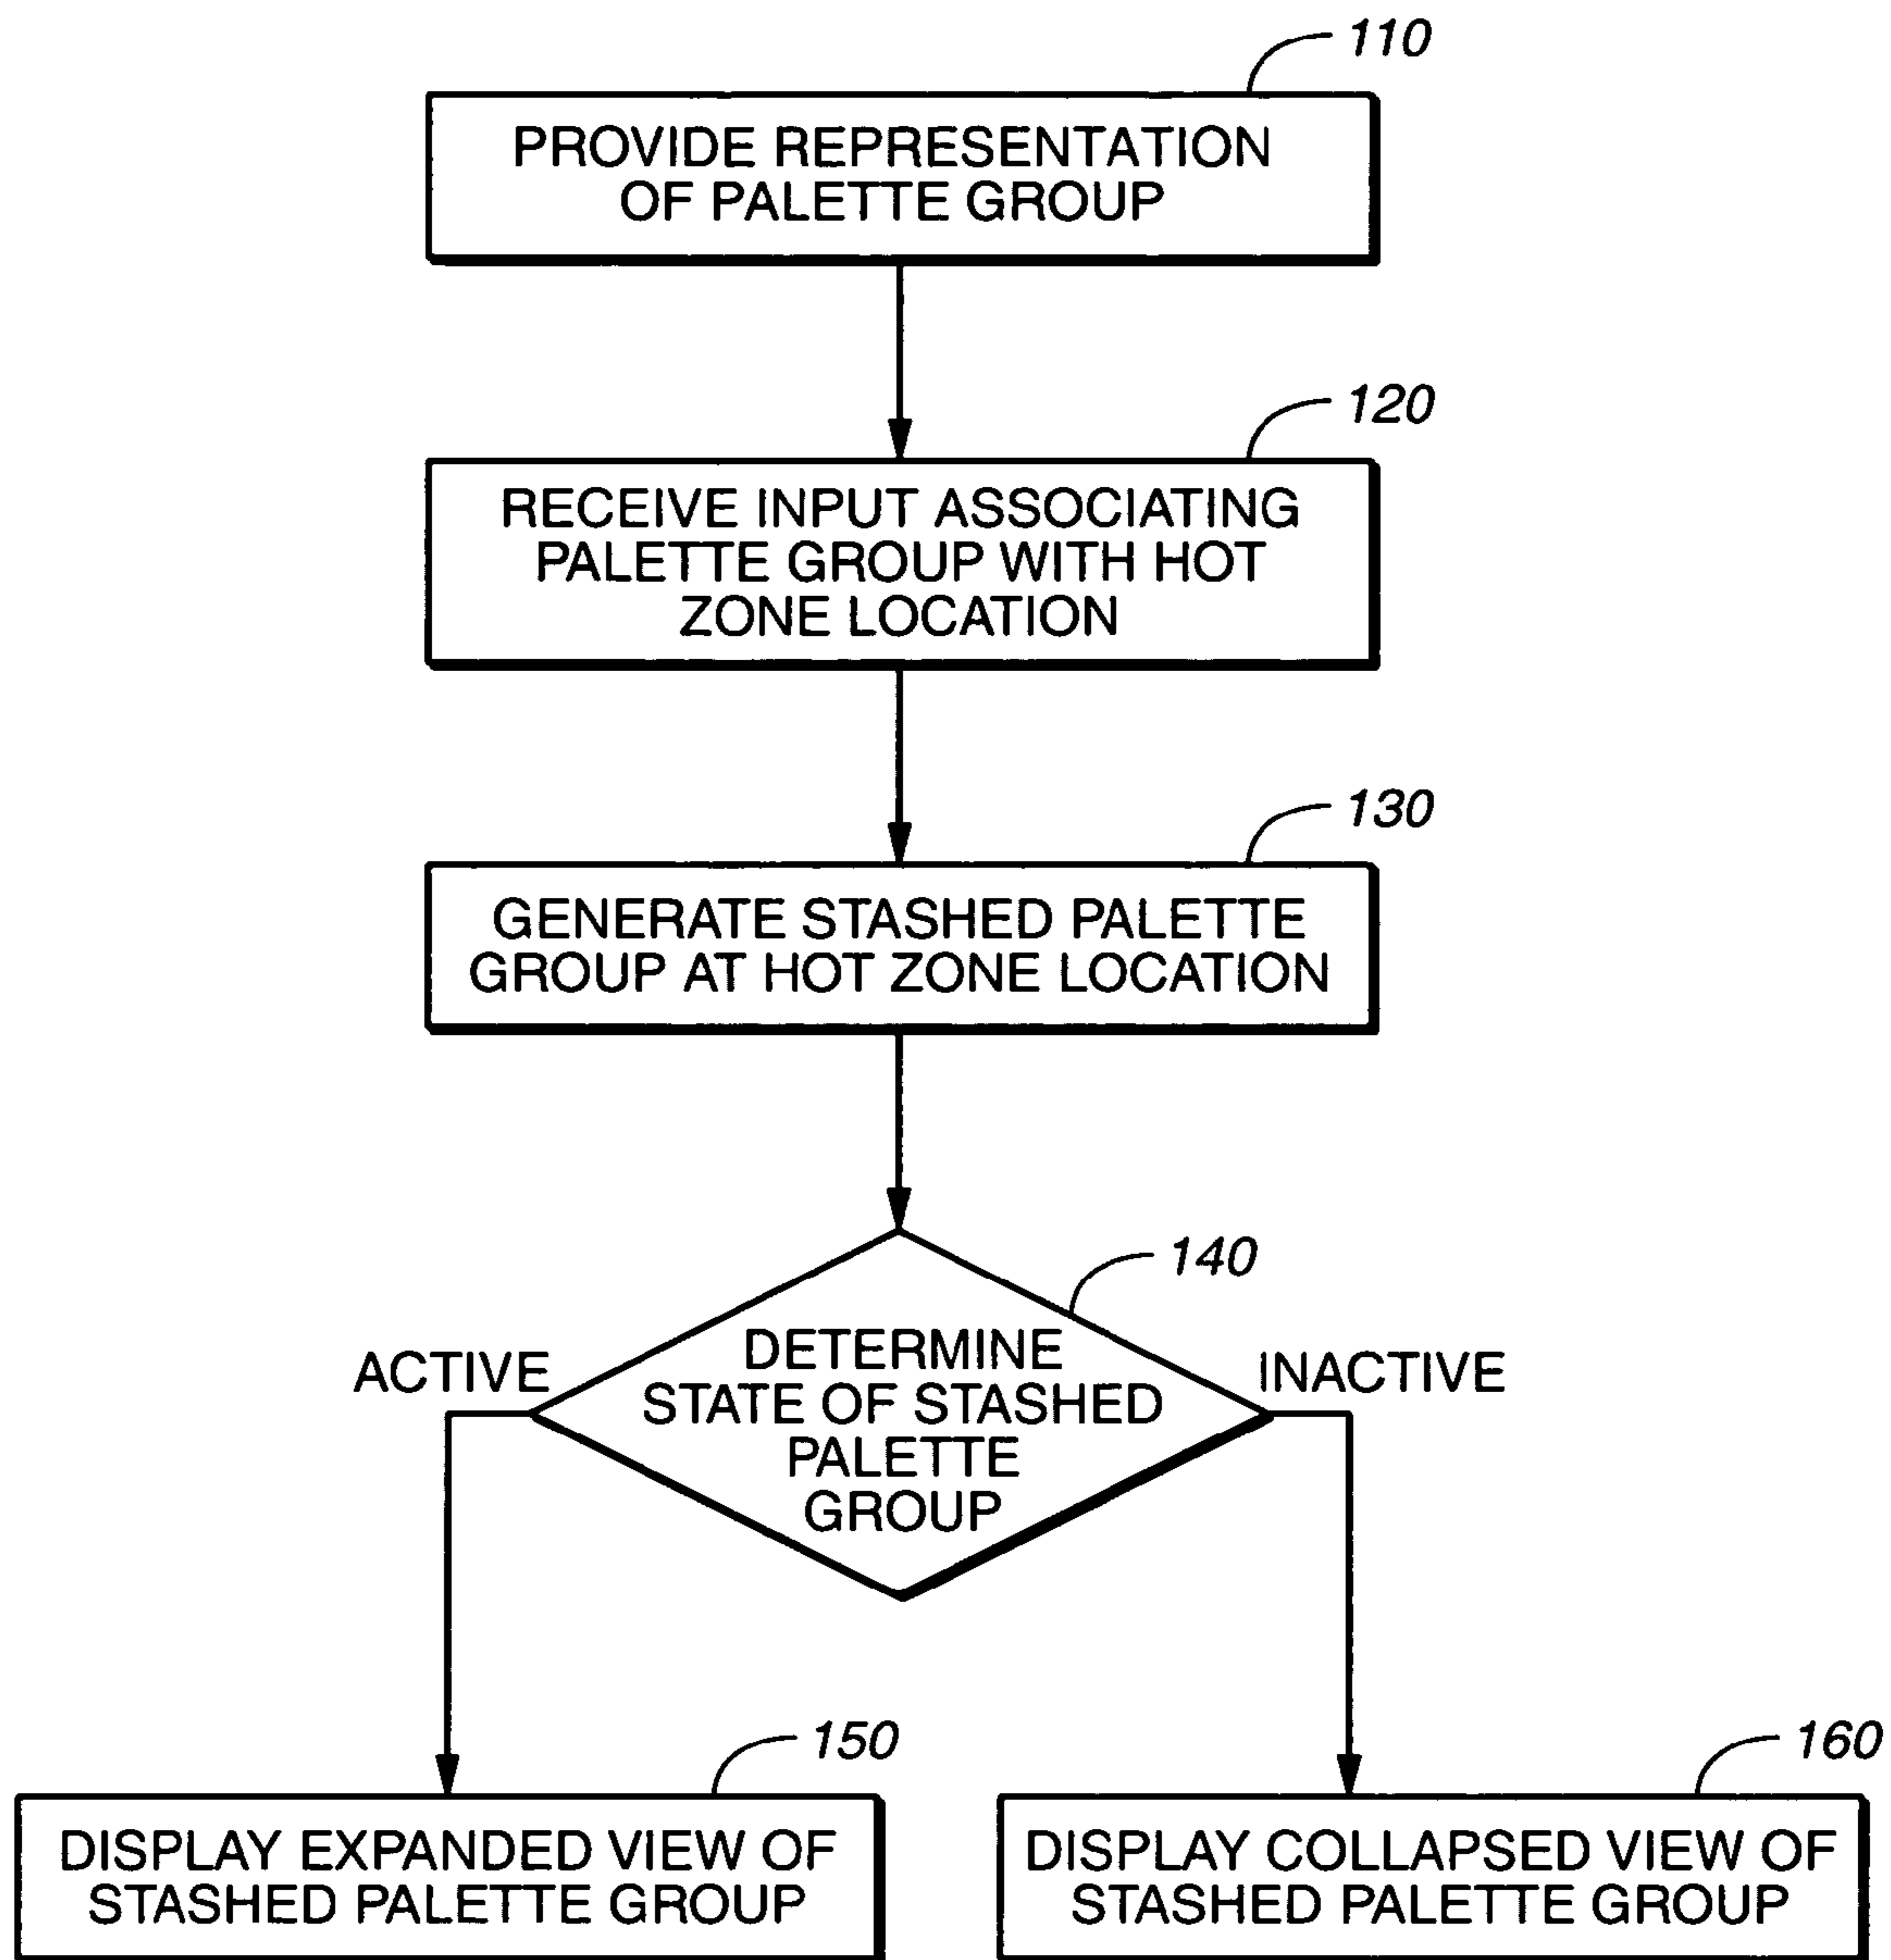 110
PROVIDE REPRESENTATION
OF PALETTE GROUP
120
RECEIVE INPUT ASSOCIATING
PALETTE GROUP WITH HOT
ZONE LOCATION
130
GENERATE STASHED PALETTE
GROUP AT HOT ZONE LOCATION
140
DETERMINE
STATE OF STASHED
PALETTE
GROUP
ACTIVE
INACTIVE
150
DISPLAY EXPANDED VIEW OF
STASHED PALETTE GROUP
160
DISPLAY COLLAPSED VIEW OF
STASHED PALETTE GROUP